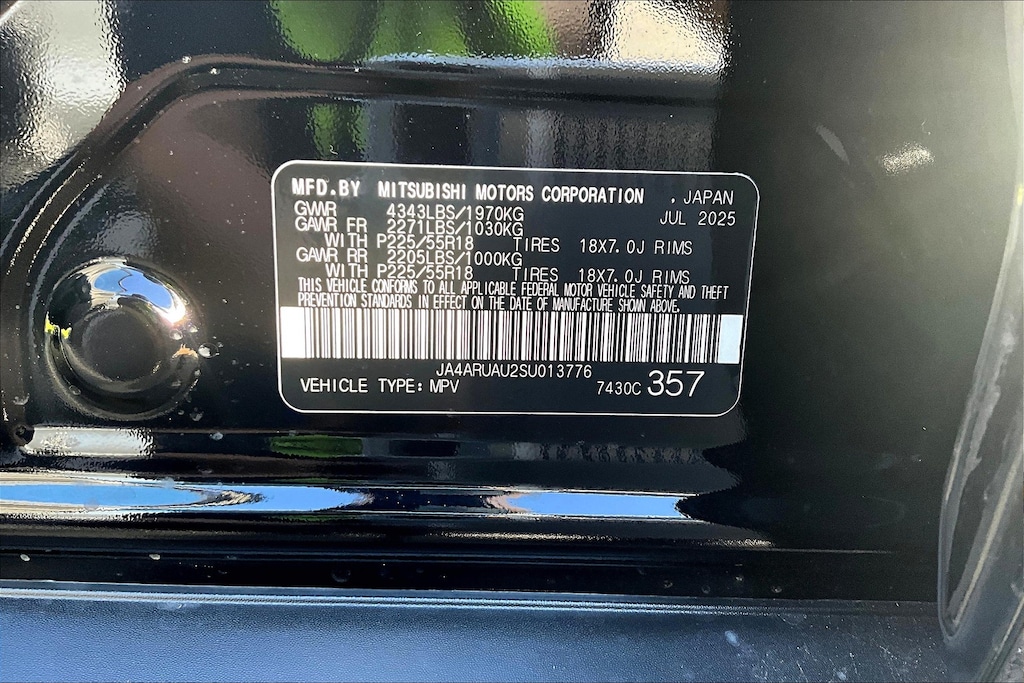 MFD.BY MITSUBISHI MOTORS CORPORATION , JAPAN
GWR 4343LBS/1970KG JUL 2025
GAWR FR 2271LBS/1030KG
WITH P225/55R18 TIRES 18X7.0J RIMS
GAWR RR 2205LBS/1000KG
WITH P225/55R18 TIRES 18X7.0J RIMS
THIS VEHICLE CONFORMS TO ALL APPLICABLE FEDERAL MOTOR VEHICLE SAFETY AND THEFT
PREVENTION STANDARDS IN EFFECT ON THE DATE OF MANUFACTURE SHOWN ABOVE.
JA4ARUAU2SU013776
VEHICLE TYPE: MPV 7430C 357